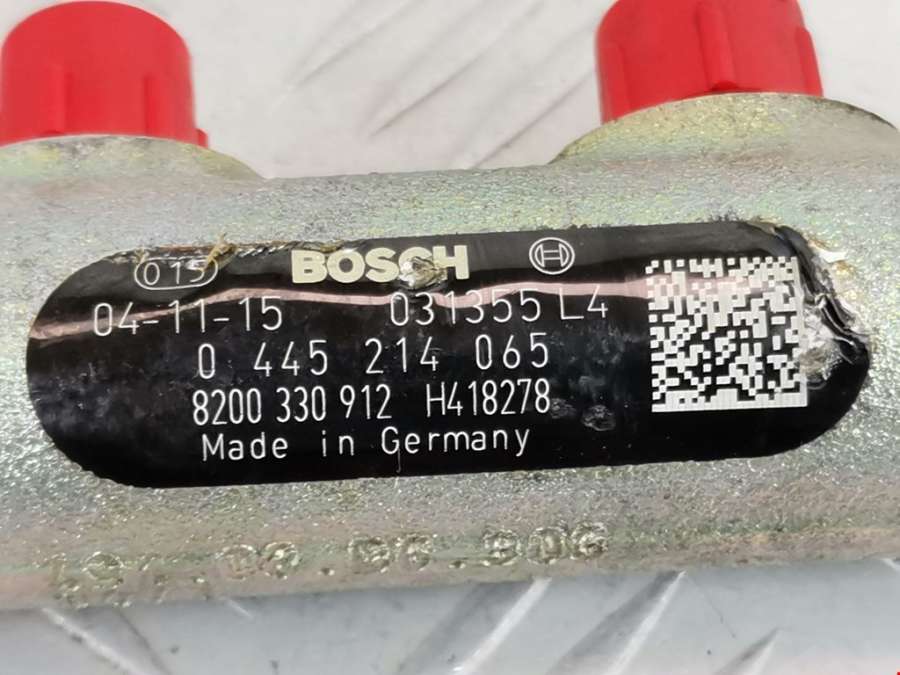 015 BOSCH
04-11-15 031355 L4
0 445 214 065
8200 330 912 H418278
Made in Germany